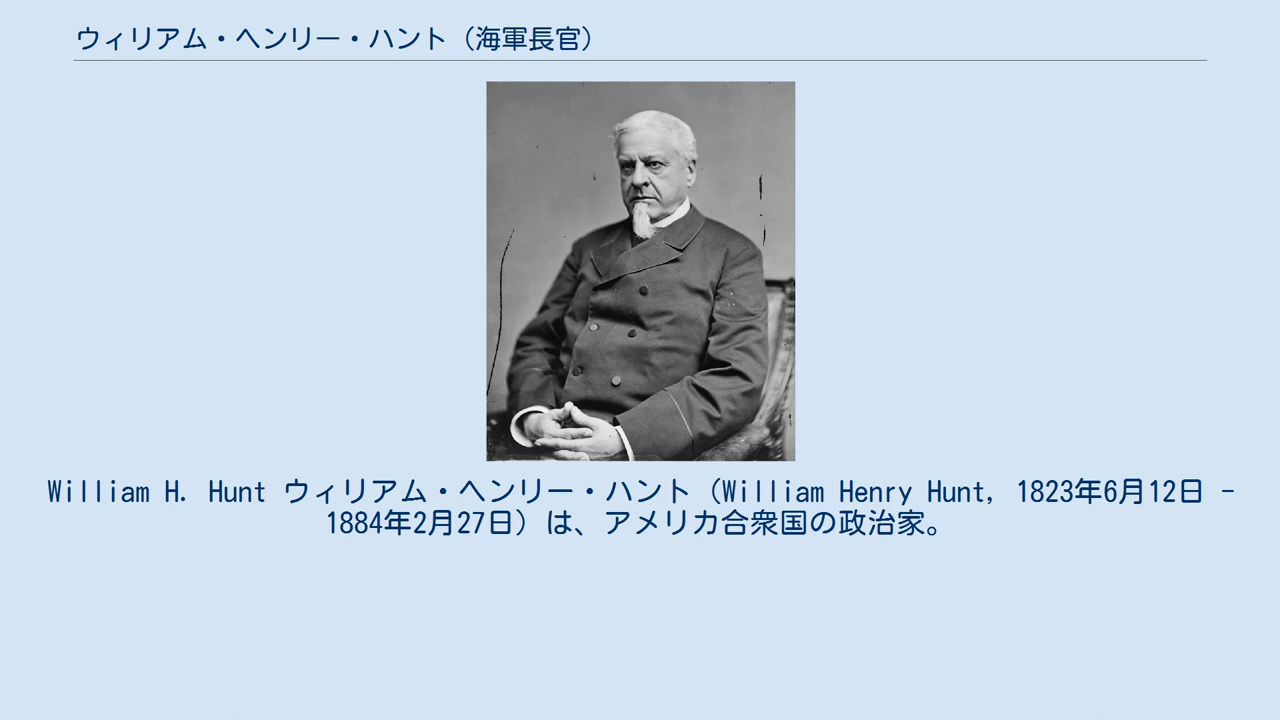 ウィリアム・ヘンリー・ハント（海軍長官）
William H. Hunt ウィリアム・ヘンリー・ハント（William Henry Hunt, 1823年6月12日 –
1884年2月27日）は、アメリカ合衆国の政治家。